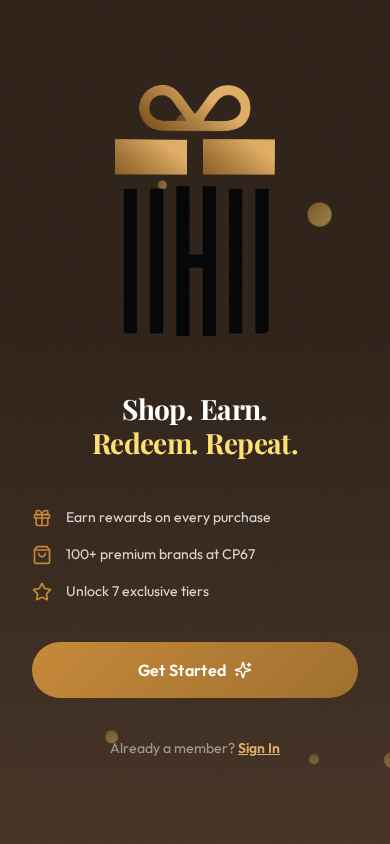 Shop. Earn.
Redeem. Repeat.
Earn rewards on every purchase
100+ premium brands at CP67
Unlock 7 exclusive tiers
Get Started
Already a member? Sign In